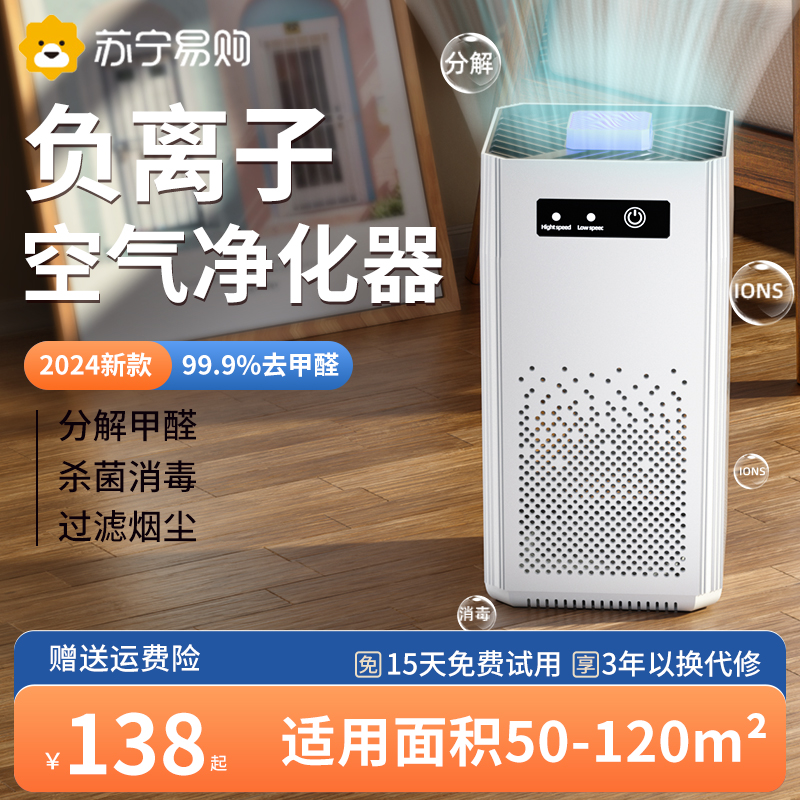 苏宁易购
分解
负离子
空气净化器
Hight speed
Low speec
IONS
2024新款
99.9%去甲醛
分解甲醛
杀菌消毒
过滤烟尘
IONS
消毒
赠送运费险
免 15天免费试用
享 3年以换代修
¥138起
适用面积50-120m²